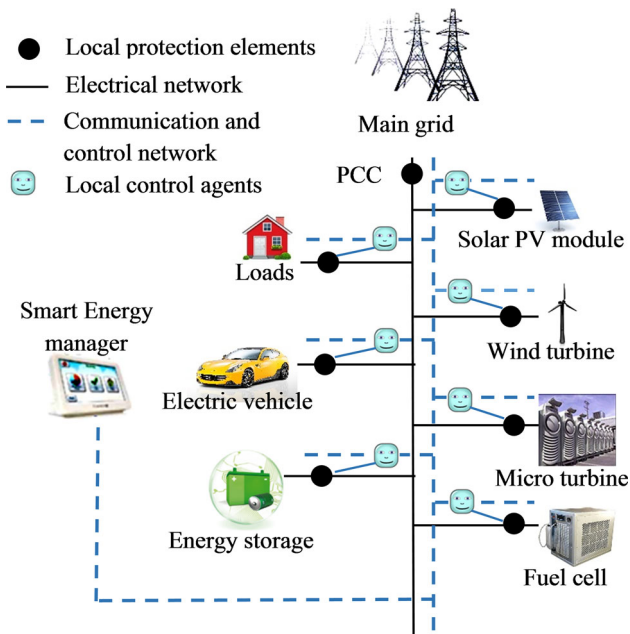 Local protection elements
Electrical network
Communication and
control network
Local control agents
Main grid
PCC
Solar PV module
Loads
Smart Energy
manager
Wind turbine
Electric vehicle
Micro turbine
Energy storage
Fuel cell